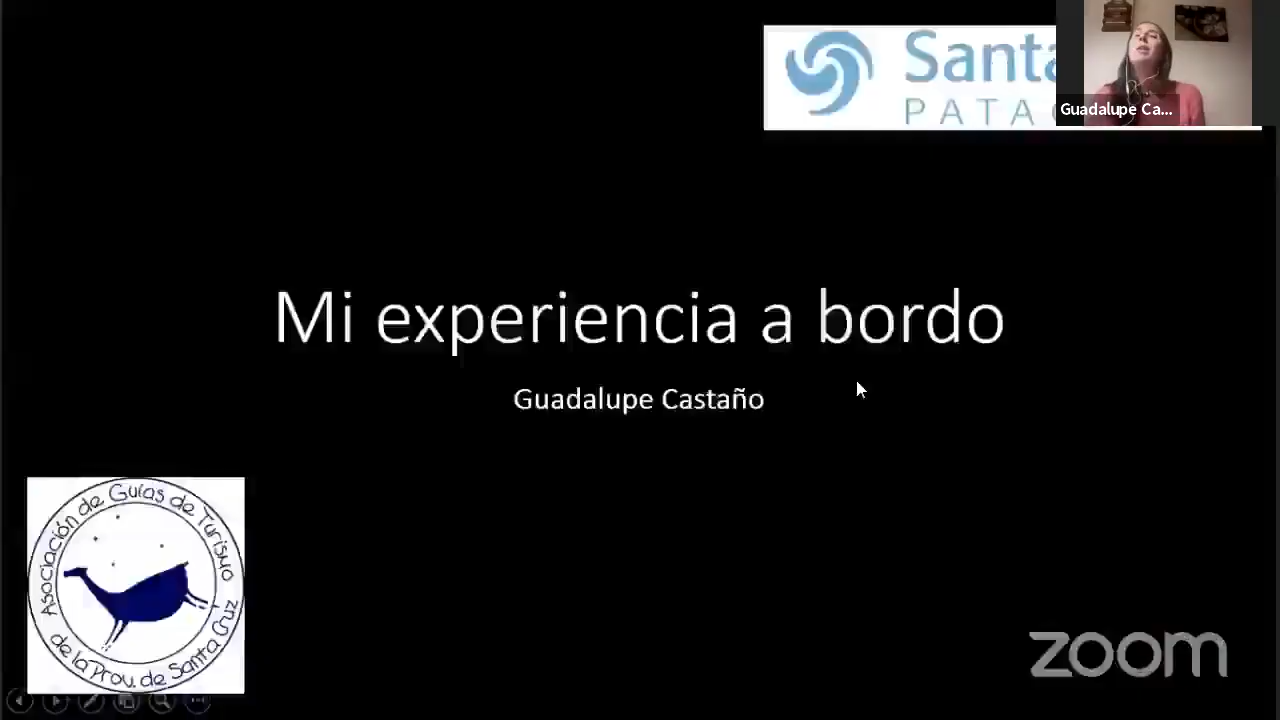 Santa
PATAG
Guadalupe Ca...
Mi experiencia a bordo
Guadalupe Castaño
Asociación de Guías de Turismo
de la Prov. de Santa Cruz
zoom